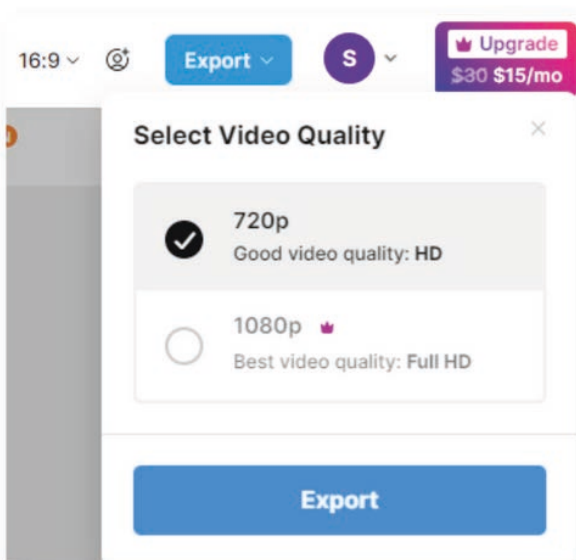 16:9
Export
S
Upgrade
$30 $15/mo
Select Video Quality
720p
Good video quality: HD
1080p
Best video quality: Full HD
Export